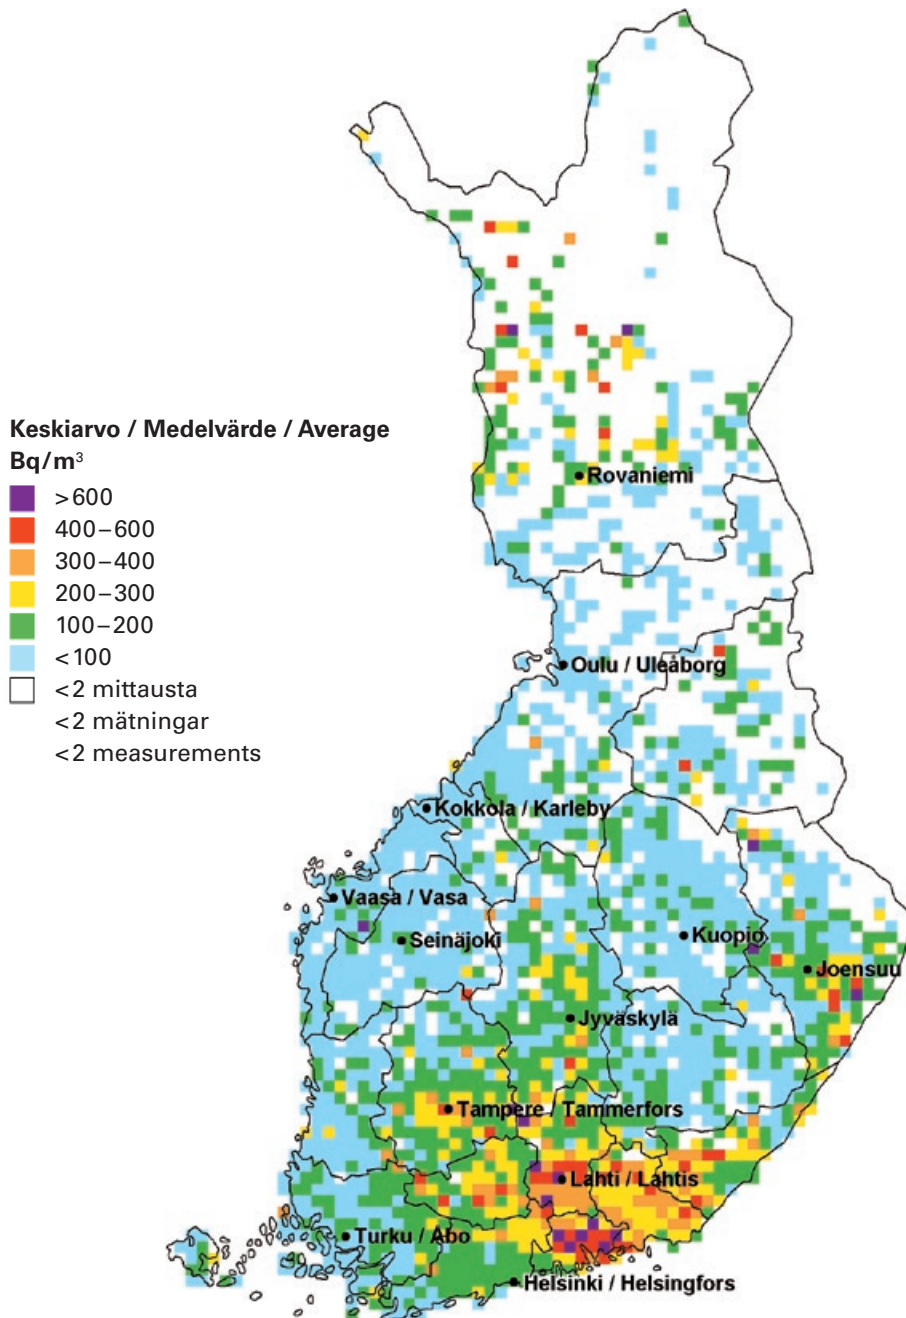 Keskiarvo / Medelvärde / Average
Bq/m³
>600
400–600
300–400
200–300
100–200
<100
<2 mittausta
<2 mätningar
<2 measurements
Rovaniemi
Oulu / Uleåborg
Kokkola / Karleby
Vaasa / Vasa
Seinäjoki
Kuopio
Joensuu
Jyväskylä
Tampere / Tammerfors
Lahti / Lahtis
Turku / Åbo
Helsinki / Helsingfors